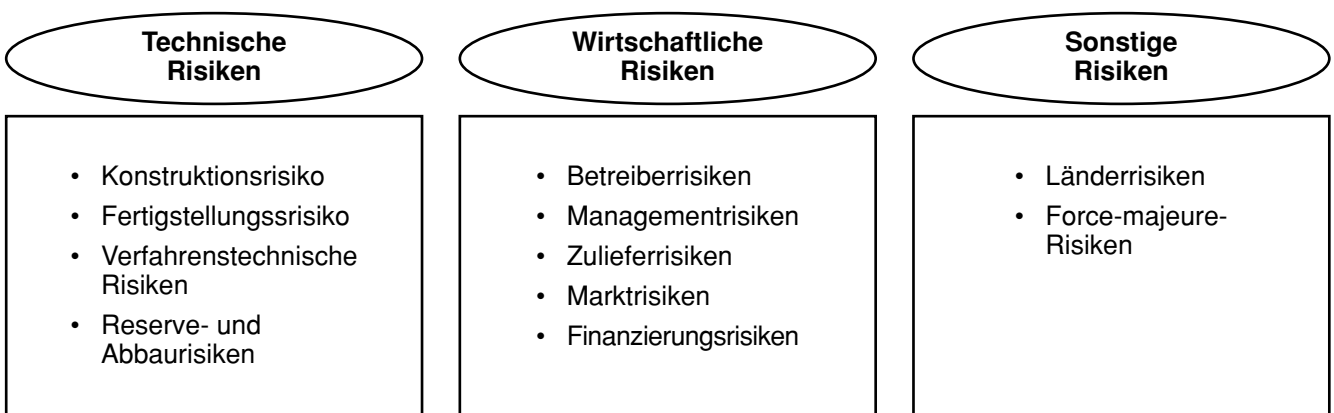 Technische
Risiken
• Konstruktionsrisiko
• Fertigstellungssrisiko
• Verfahrenstechnische
Risiken
• Reserve- und
Abbaurisiken
Wirtschaftliche
Risiken
• Betreiberrisiken
• Managementrisiken
• Zulieferrisiken
• Marktrisiken
• Finanzierungsrisiken
Sonstige
Risiken
• Länderrisiken
• Force-majeure-
Risiken